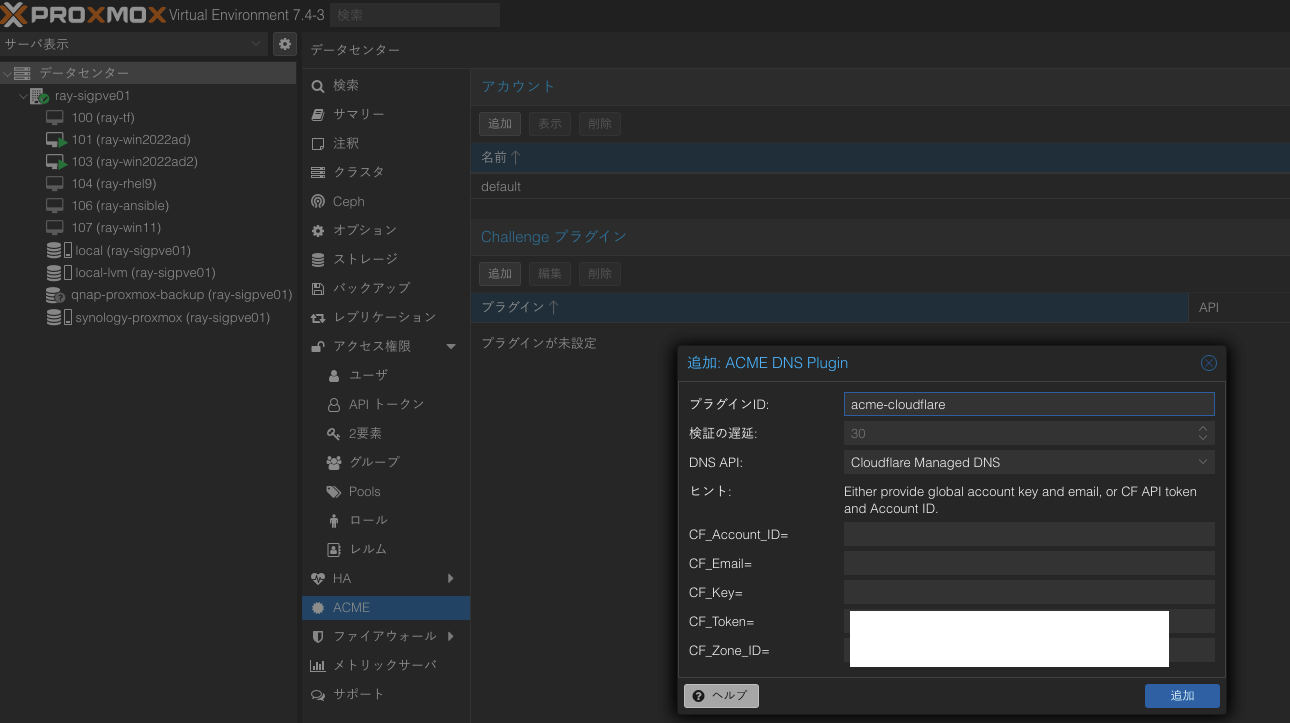 PROXMOX Virtual Environment 7.4-3 検索
サーバ表示
データセンター
ray-sigpve01
100 (ray-tf)
101 (ray-win2022ad)
103 (ray-win2022ad2)
104 (ray-rhel9)
106 (ray-ansible)
107 (ray-win11)
local (ray-sigpve01)
local-lvm (ray-sigpve01)
qnap-proxmox-backup (ray-sigpve01)
synology-proxmox (ray-sigpve01)
データセンター
検索
サマリー
注釈
クラスタ
Ceph
オプション
ストレージ
バックアップ
レプリケーション
アクセス権限
ユーザ
API トークン
2要素
グループ
Pools
ロール
レルム
HA
ACME
ファイアウォール
メトリックサーバ
サポート
アカウント
追加 表示 削除
名前 ↑
default
Challenge プラグイン
追加 編集 削除
プラグイン ↑ API
プラグインが未設定
追加: ACME DNS Plugin
プラグインID: acme-cloudflare
検証の遅延: 30
DNS API: Cloudflare Managed DNS
ヒント: Either provide global account key and email, or CF API token
and Account ID.
CF_Account_ID=
CF_Email=
CF_Key=
CF_Token=
CF_Zone_ID=
ヘルプ 追加